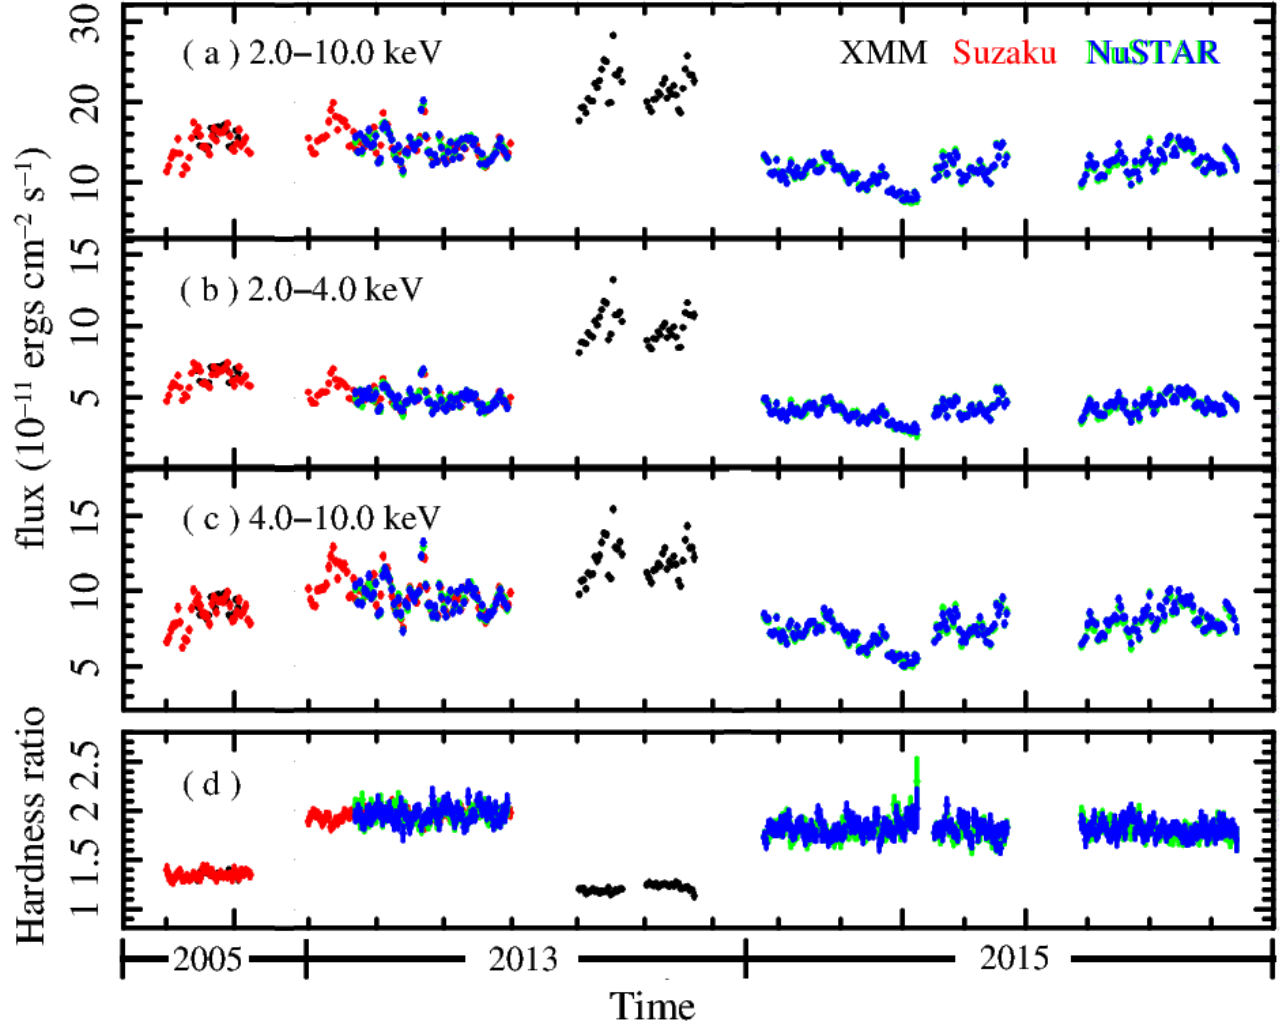 ( a ) 2.0–10.0 keV XMM Suzaku NuSTAR
30
20
10
( b ) 2.0–4.0 keV
15
10
5
( c ) 4.0–10.0 keV
15
10
5
flux (10⁻¹¹ ergs cm⁻² s⁻¹)
( d )
2.5
2
1.5
1
Hardness ratio
2005 2013 2015
Time